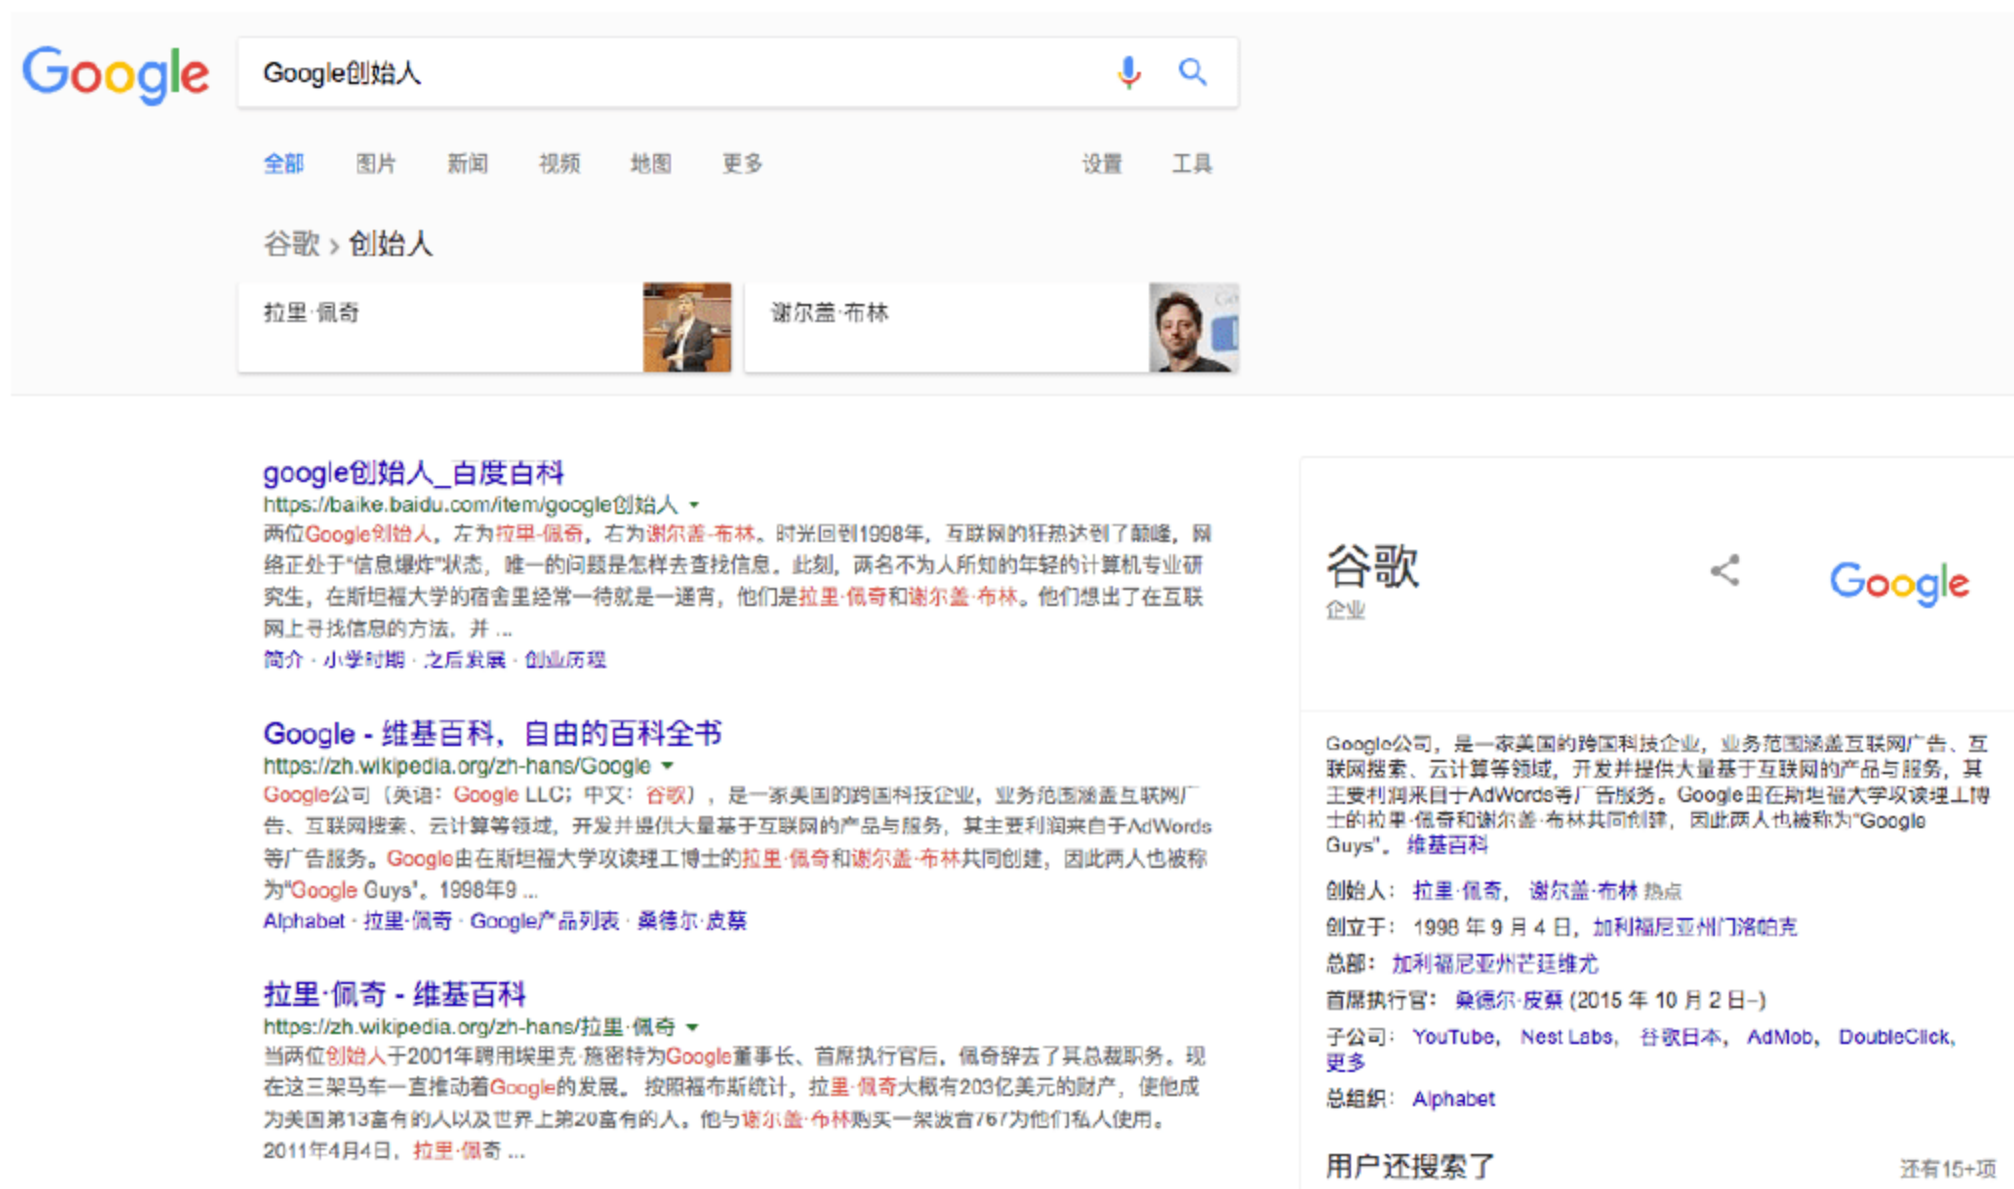 Google
Google创始人
全部 图片 新闻 视频 地图 更多 设置 工具
谷歌 › 创始人
拉里·佩奇
谢尔盖·布林
google创始人_百度百科
https://baike.baidu.com/item/google创始人
两位Google创始人，左为拉里-佩奇，右为谢尔盖-布林。时光回到1998年，互联网的狂热达到了颠峰，网
络正处于“信息爆炸”状态，唯一的问题是怎样去查找信息。此刻，两名不为人所知的年轻的计算机专业研
究生，在斯坦福大学的宿舍里经常一待就是一通宵，他们是拉里·佩奇和谢尔盖·布林。他们想出了在互联
网上寻找信息的方法，并 ...
简介 · 小学时期 · 之后发展 · 创业历程
Google - 维基百科，自由的百科全书
https://zh.wikipedia.org/zh-hans/Google
Google公司（英语：Google LLC；中文：谷歌），是一家美国的跨国科技企业，业务范围涵盖互联网广
告、互联网搜索、云计算等领域，开发并提供大量基于互联网的产品与服务，其主要利润来自于AdWords
等广告服务。Google由在斯坦福大学攻读理工博士的拉里·佩奇和谢尔盖·布林共同创建，因此两人也被称
为“Google Guys”。1998年9 ...
Alphabet · 拉里·佩奇 · Google产品列表 · 桑德尔·皮蔡
拉里·佩奇 - 维基百科
https://zh.wikipedia.org/zh-hans/拉里·佩奇
当两位创始人于2001年聘用埃里克·施密特为Google董事长、首席执行官后，佩奇辞去了其总裁职务。现
在这三架马车一直推动着Google的发展。 按照福布斯统计，拉里·佩奇大概有203亿美元的财产，使他成
为美国第13富有的人以及世界上第20富有的人。他与谢尔盖·布林购买一架波音767为他们私人使用。
2011年4月4日，拉里·佩奇 ...
谷歌
企业
Google
Google公司，是一家美国的跨国科技企业，业务范围涵盖互联网广告、互
联网搜索、云计算等领域，开发并提供大量基于互联网的产品与服务，其
主要利润来自于AdWords等广告服务。Google由在斯坦福大学攻读理工博
士的拉里·佩奇和谢尔盖·布林共同创建，因此两人也被称为“Google
Guys”。 维基百科
创始人： 拉里·佩奇， 谢尔盖·布林 热点
创立于： 1998 年 9 月 4 日，加利福尼亚州门洛帕克
总部： 加利福尼亚州芒廷维尤
首席执行官： 桑德尔·皮蔡 (2015 年 10 月 2 日–)
子公司： YouTube， Nest Labs， 谷歌日本， AdMob， DoubleClick，
更多
总组织： Alphabet
用户还搜索了 还有15+项